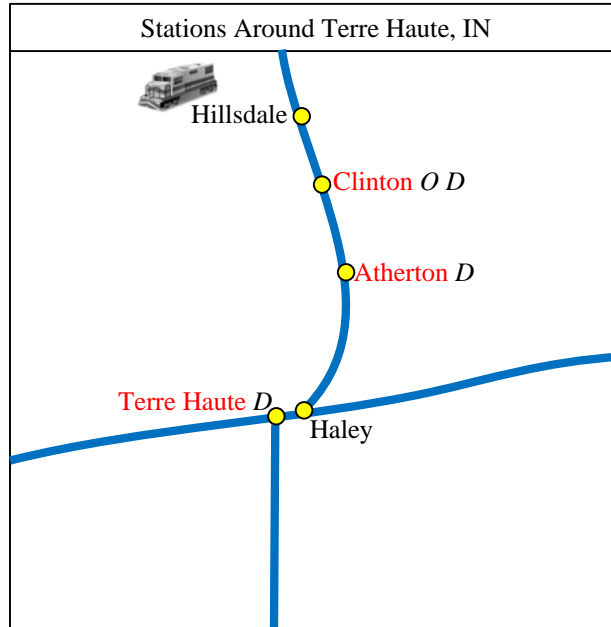 Stations Around Terre Haute, IN
Hillsdale
Clinton O D
Atherton D
Terre Haute D
Haley